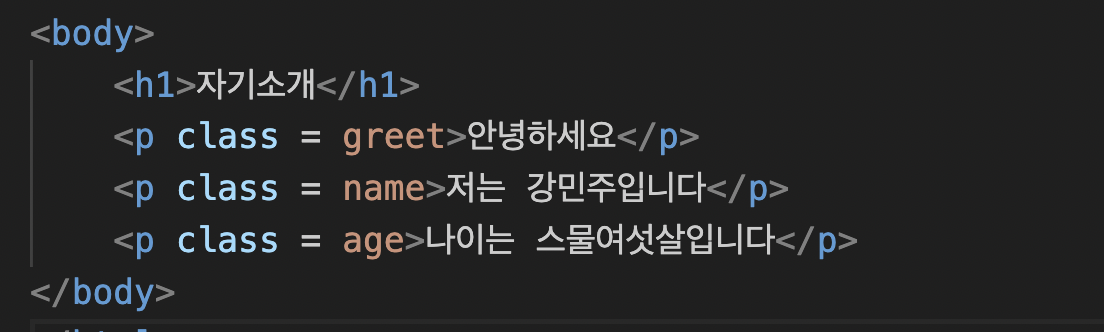 <body>
<h1>자기소개</h1>
<p class = greet>안녕하세요</p>
<p class = name>저는 강민주입니다</p>
<p class = age>나이는 스물여섯살입니다</p>
</body>